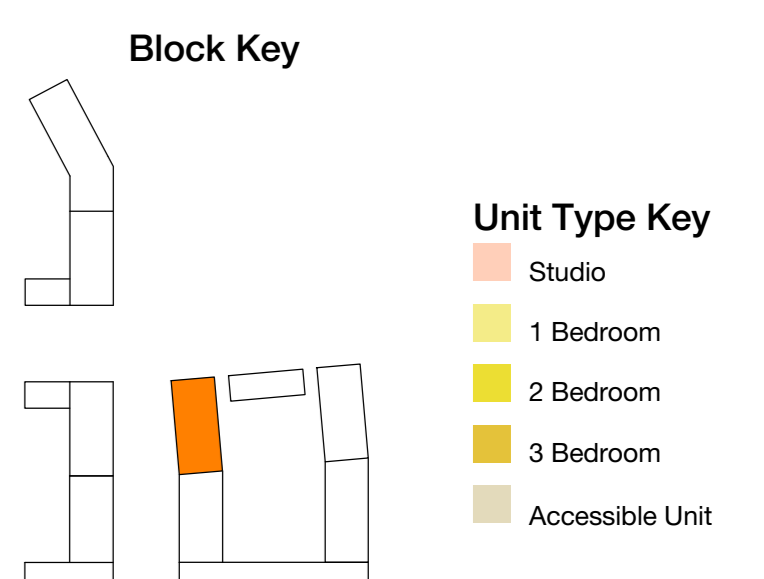 Block Key
Unit Type Key
Studio
1 Bedroom
2 Bedroom
3 Bedroom
Accessible Unit